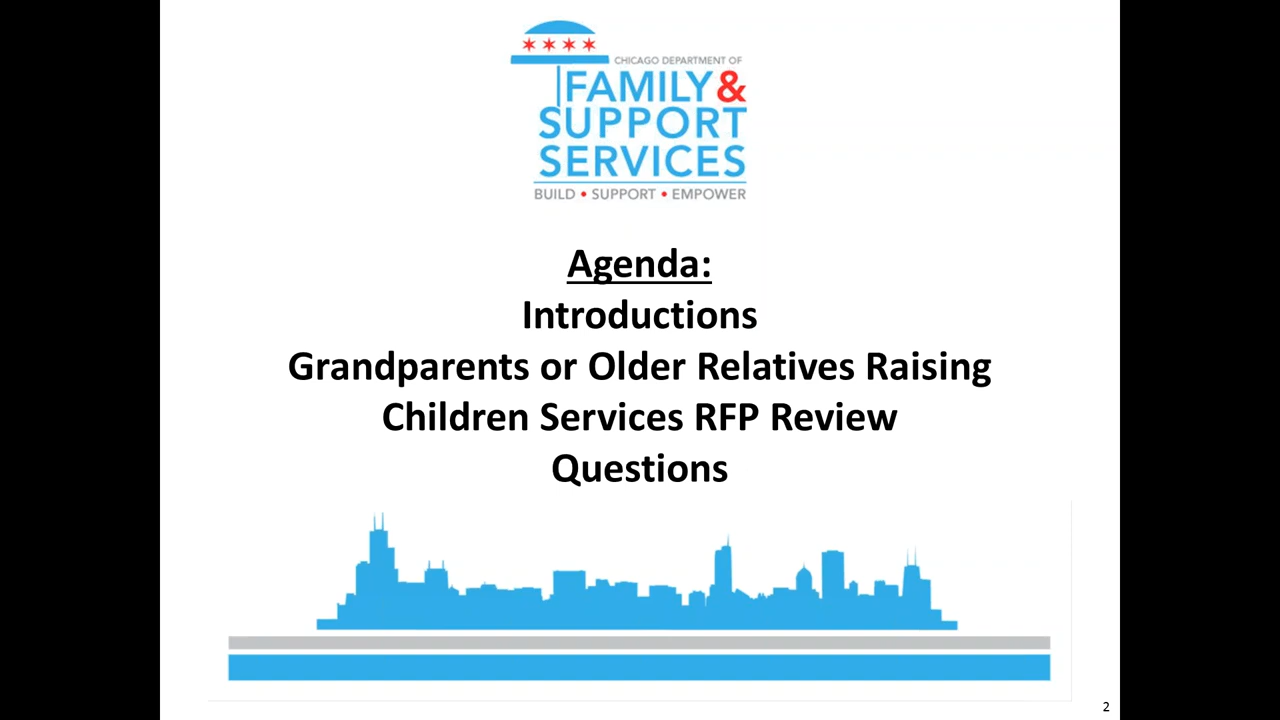 CHICAGO DEPARTMENT OF
FAMILY&
SUPPORT
SERVICES
BUILD • SUPPORT • EMPOWER
Agenda:
Introductions
Grandparents or Older Relatives Raising
Children Services RFP Review
Questions
2